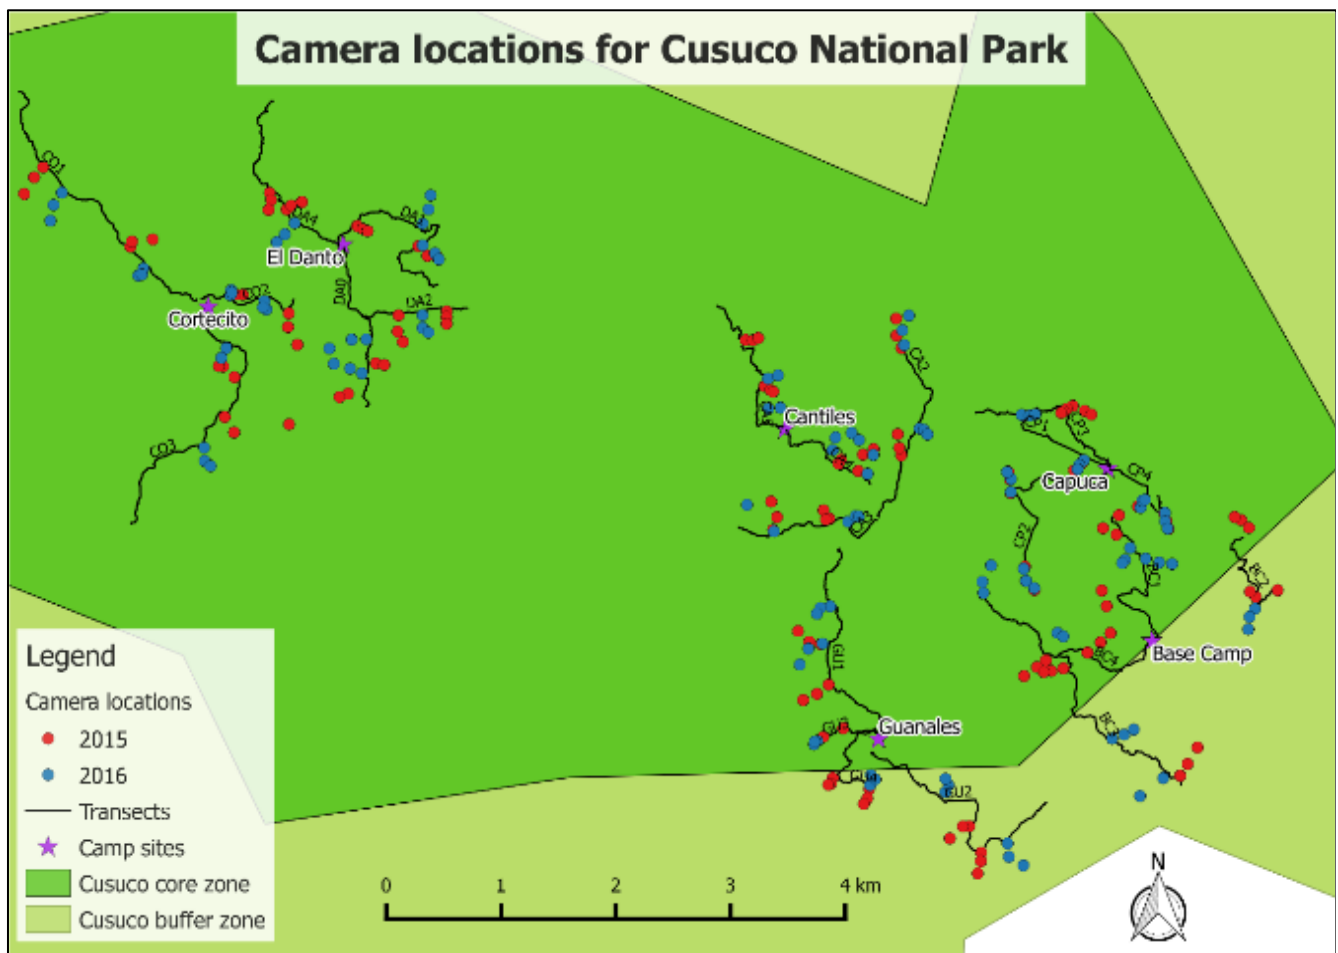 Camera locations for Cusuco National Park
CO1
DA4
El Danto
DA0
DA2
CO2
Cortecito
CO3
CA2
Cantiles
CP1
CP3
CP4
Capuca
CP2
BC1
BC2
BC4
Base Camp
BC3
GU1
Guanales
GU3
GU4
GU2
Legend
Camera locations
2015
2016
Transects
Camp sites
Cusuco core zone
Cusuco buffer zone
0 1 2 3 4 km
N